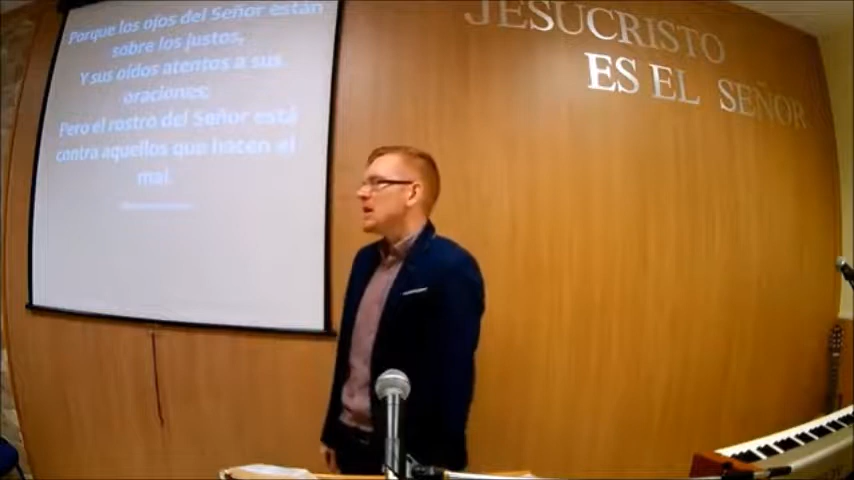 Porque los ojos del Señor están
sobre los justos,
Y sus oídos atentos a sus
oraciones;
Pero el rostro del Señor está
contra aquellos que hacen el
mal.
JESUCRISTO
ES EL SEÑOR